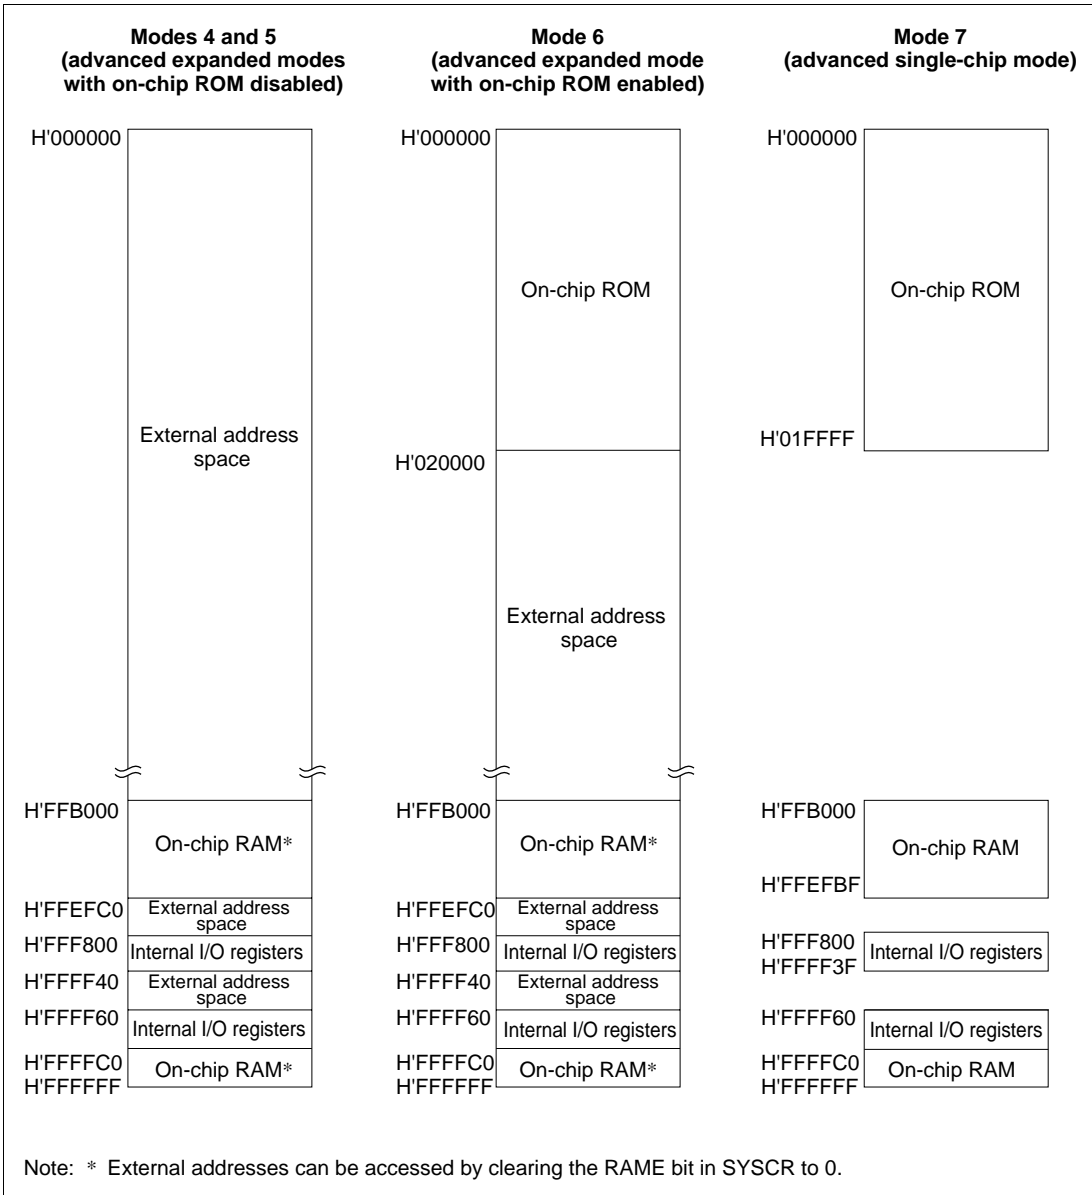 Modes 4 and 5
(advanced expanded modes
with on-chip ROM disabled)
H'000000
External address
space
H'FFB000
On-chip RAM*
H'FFEFC0
External address
space
H'FFF800
Internal I/O registers
H'FFFF40
External address
space
H'FFFF60
Internal I/O registers
H'FFFFC0
On-chip RAM*
H'FFFFFF
Mode 6
(advanced expanded mode
with on-chip ROM enabled)
H'000000
On-chip ROM
H'020000
External address
space
H'FFB000
On-chip RAM*
H'FFEFC0
External address
space
H'FFF800
Internal I/O registers
H'FFFF40
External address
space
H'FFFF60
Internal I/O registers
H'FFFFC0
On-chip RAM*
H'FFFFFF
Mode 7
(advanced single-chip mode)
H'000000
On-chip ROM
H'01FFFF
H'FFB000
On-chip RAM
H'FFEFBF
H'FFF800
Internal I/O registers
H'FFFF3F
H'FFFF60
Internal I/O registers
H'FFFFC0
On-chip RAM
H'FFFFFF
Note: * External addresses can be accessed by clearing the RAME bit in SYSCR to 0.